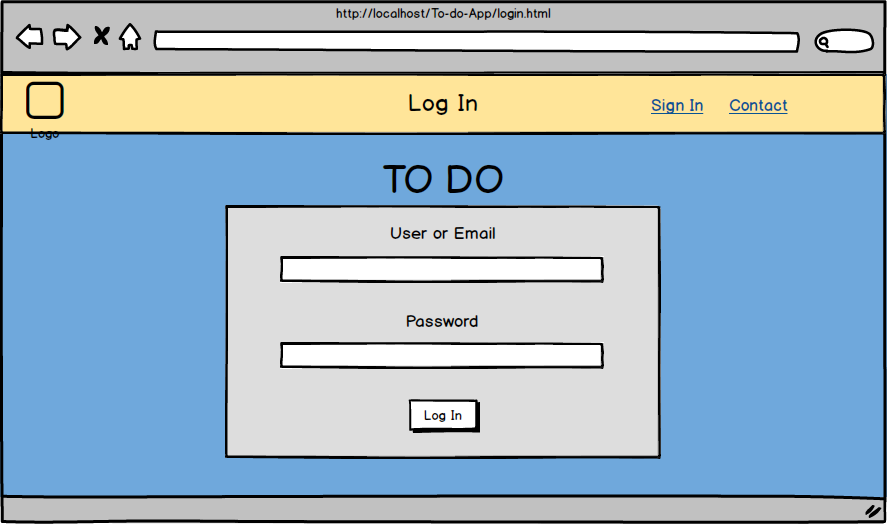 http://localhost/To-do-App/login.html
Logo
Log In
Sign In Contact
TO DO
User or Email
Password
Log In